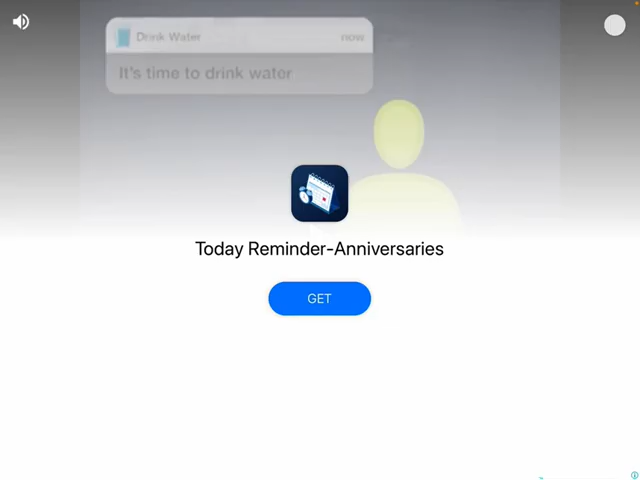 Drink Water now
It's time to drink water
Today Reminder-Anniversaries
GET